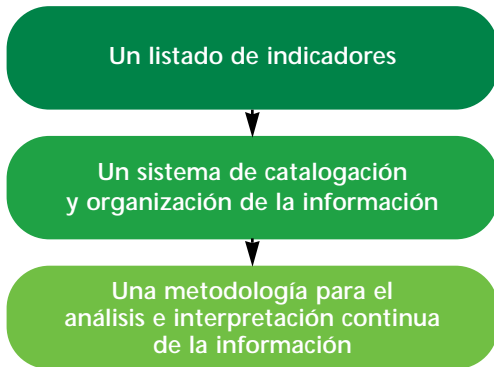 Un listado de indicadores
Un sistema de catalogación
y organización de la información
Una metodología para el
análisis e interpretación continua
de la información